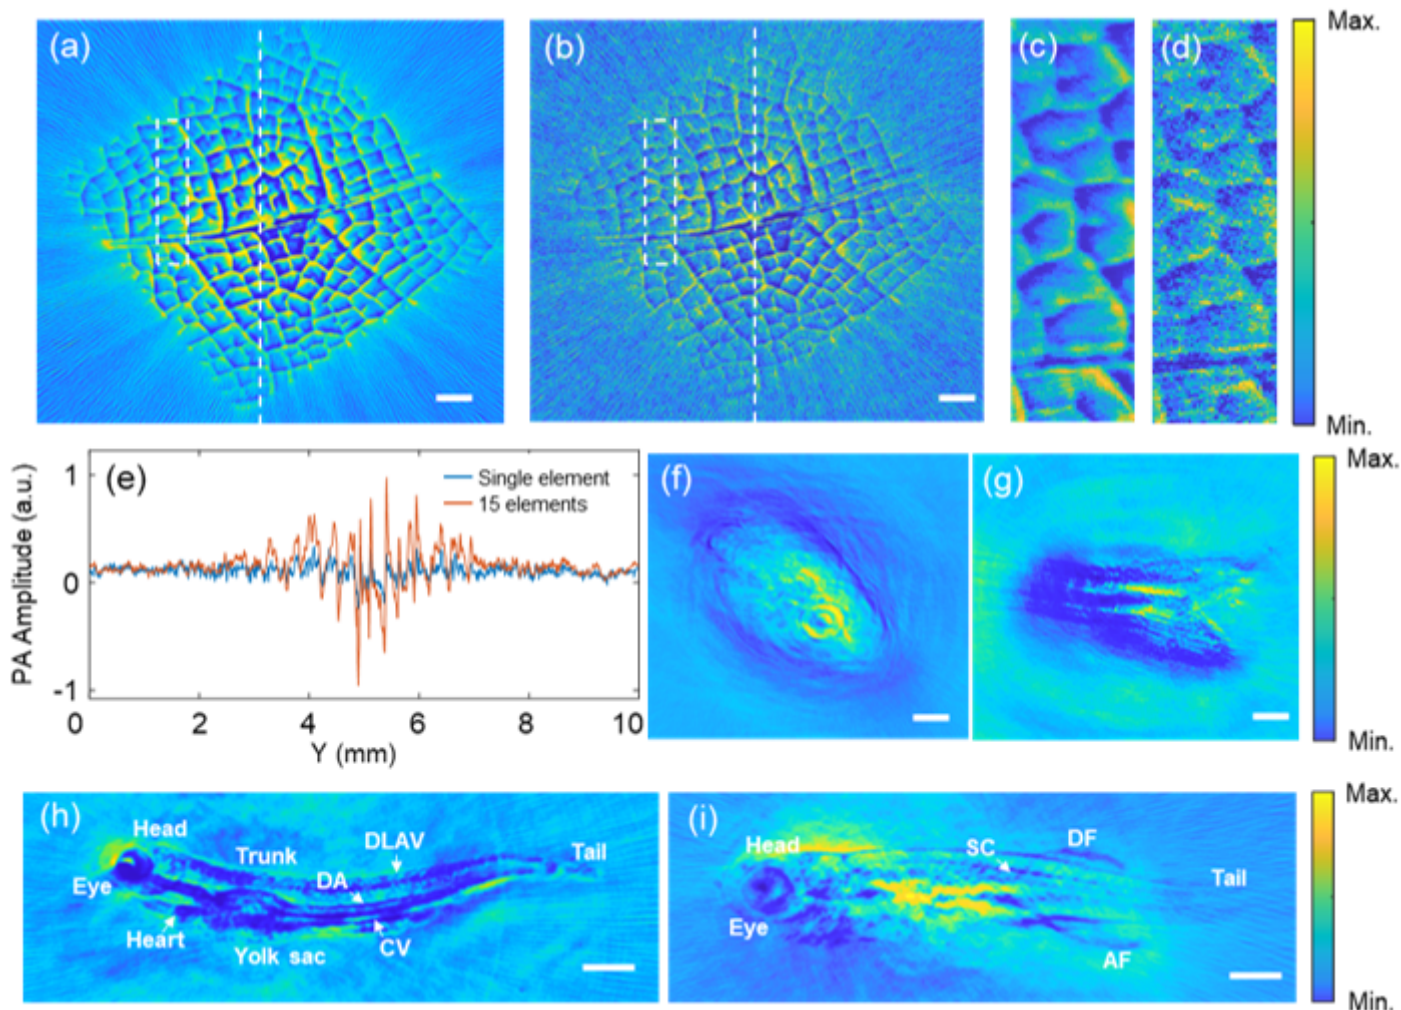 (a)
(b)
(c)
(d)
Max.
Min.
PA Amplitude (a.u.)
1
0
-1
(e)
Single element
15 elements
0 2 4 6 8 10
Y (mm)
(f)
(g)
Max.
Min.
(h)
Head
Trunk
DLAV
Tail
DA
Eye
Heart
Yolk sac
CV
(i)
Head
SC
DF
Tail
Eye
AF
Max.
Min.